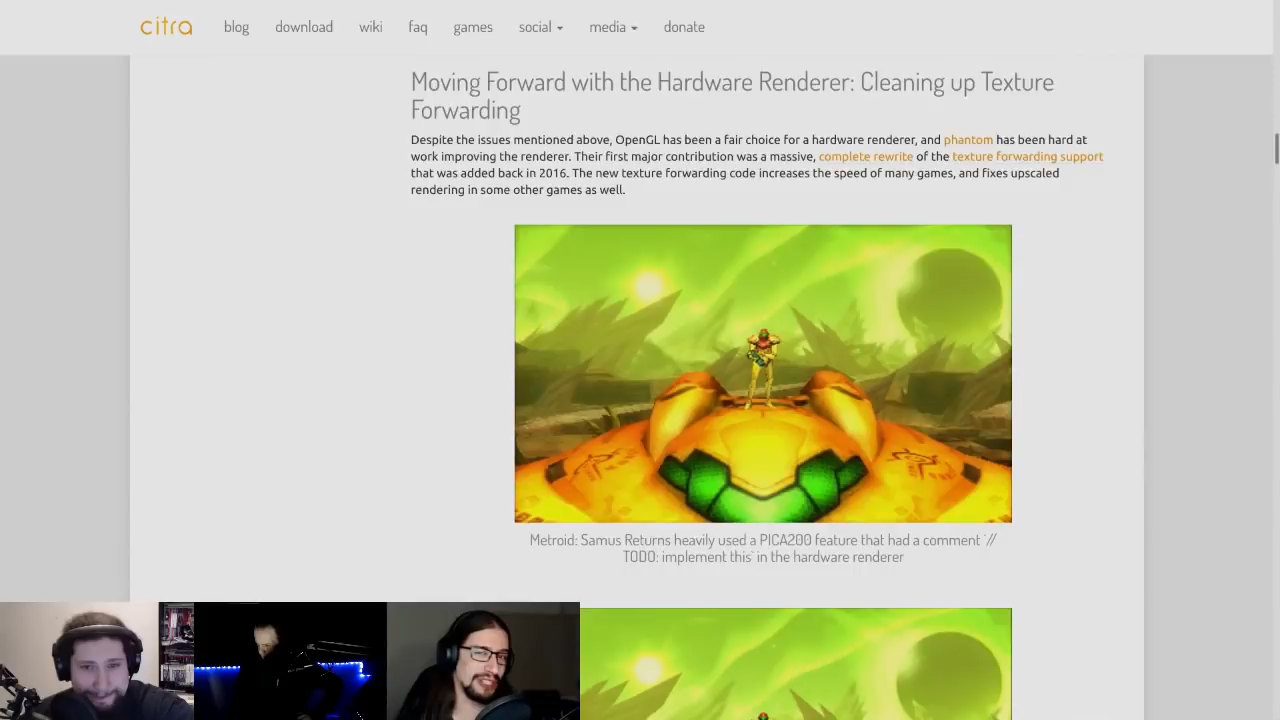 citra blog download wiki faq games social media donate
Moving Forward with the Hardware Renderer: Cleaning up Texture
Forwarding
Despite the issues mentioned above, OpenGL has been a fair choice for a hardware renderer, and phantom has been hard at
work improving the renderer. Their first major contribution was a massive, complete rewrite of the texture forwarding support
that was added back in 2016. The new texture forwarding code increases the speed of many games, and fixes upscaled
rendering in some other games as well.
Metroid: Samus Returns heavily used a PICA200 feature that had a comment `//
TODO: implement this` in the hardware renderer